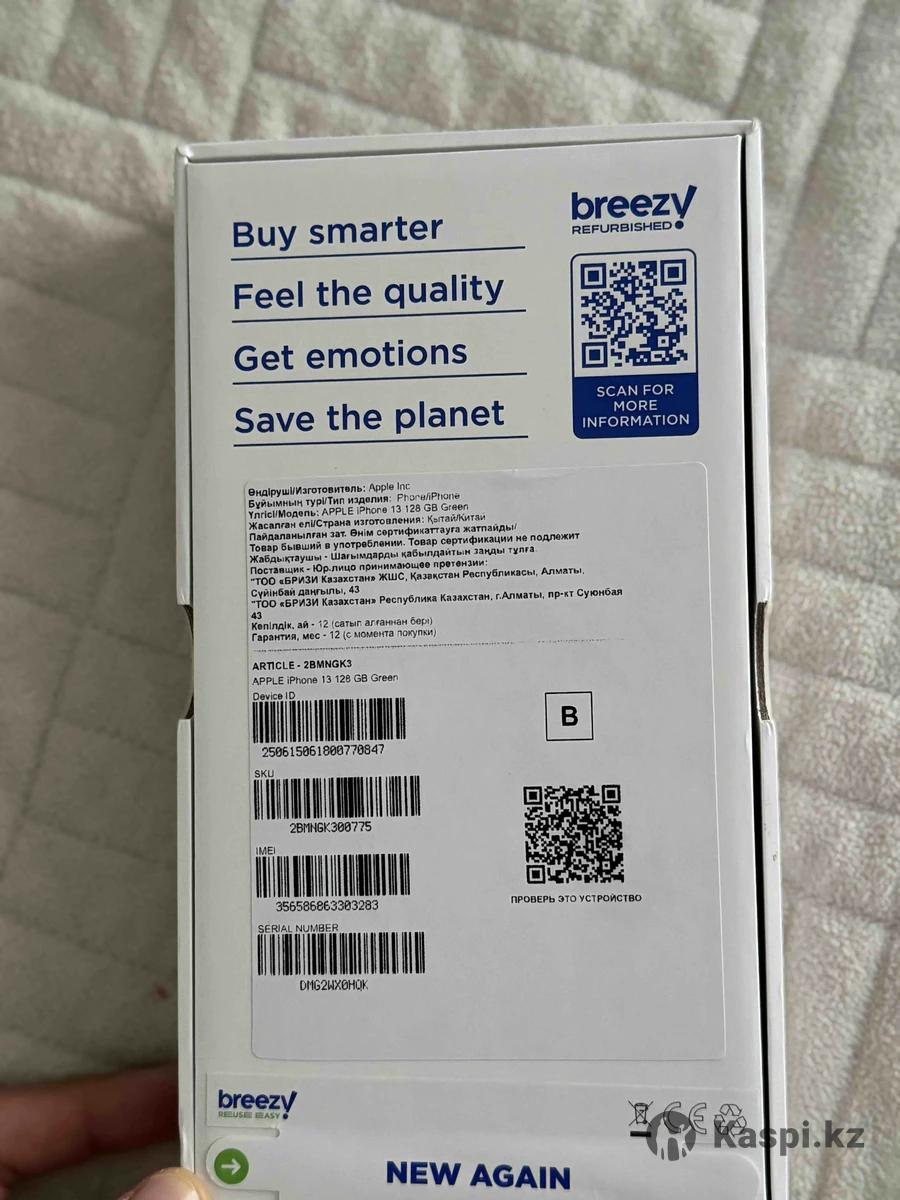 Buy smarter
Feel the quality
Get emotions
Save the planet
breezy!
REFURBISHED
SCAN FOR
MORE
INFORMATION
Өндіруші/Изготовитель: Apple Inc
Бұйымның түрі/Тип изделия: Phone/iPhone
Үлгісі/Модель: APPLE iPhone 13 128 GB Green
Жасалған елі/Страна изготовления: Қытай/Китай
Пайдаланылған зат. Өнім сертификаттауға жатпайды/
Товар бывший в употреблении. Товар сертификации не подлежит
Жабдықтаушы - Шағымдарды қабылдайтын заңды тұлға.
Поставщик - Юр.лицо принимающее претензии:
"ТОО «БРИЗИ Казахстан» ЖШС, Қазақстан Республикасы, Алматы,
Сүйінбай даңғылы, 43
"ТОО «БРИЗИ Казахстан» Республика Казахстан, г.Алматы, пр-кт Суюнбая
43
Кепілдік, ай - 12 (сатып алғаннан бері)
Гарантия, мес - 12 (с момента покупки)
ARTICLE - 2BMNGK3
APPLE iPhone 13 128 GB Green
Device ID
250615061800770847
SKU
2BMNGK300775
IMEI
356586863303283
SERIAL NUMBER
DMG2WX0HQK
B
ПРОВЕРЬ ЭТО УСТРОЙСТВО
breezy!
REUSE EASY
CE
NEW AGAIN
Kaspi.kz